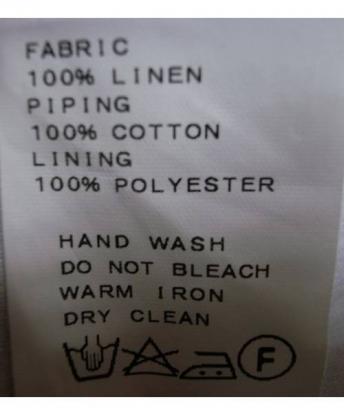 FABRIC
100% LINEN
PIPING
100% COTTON
LINING
100% POLYESTER
HAND WASH
DO NOT BLEACH
WARM IRON
DRY CLEAN
F